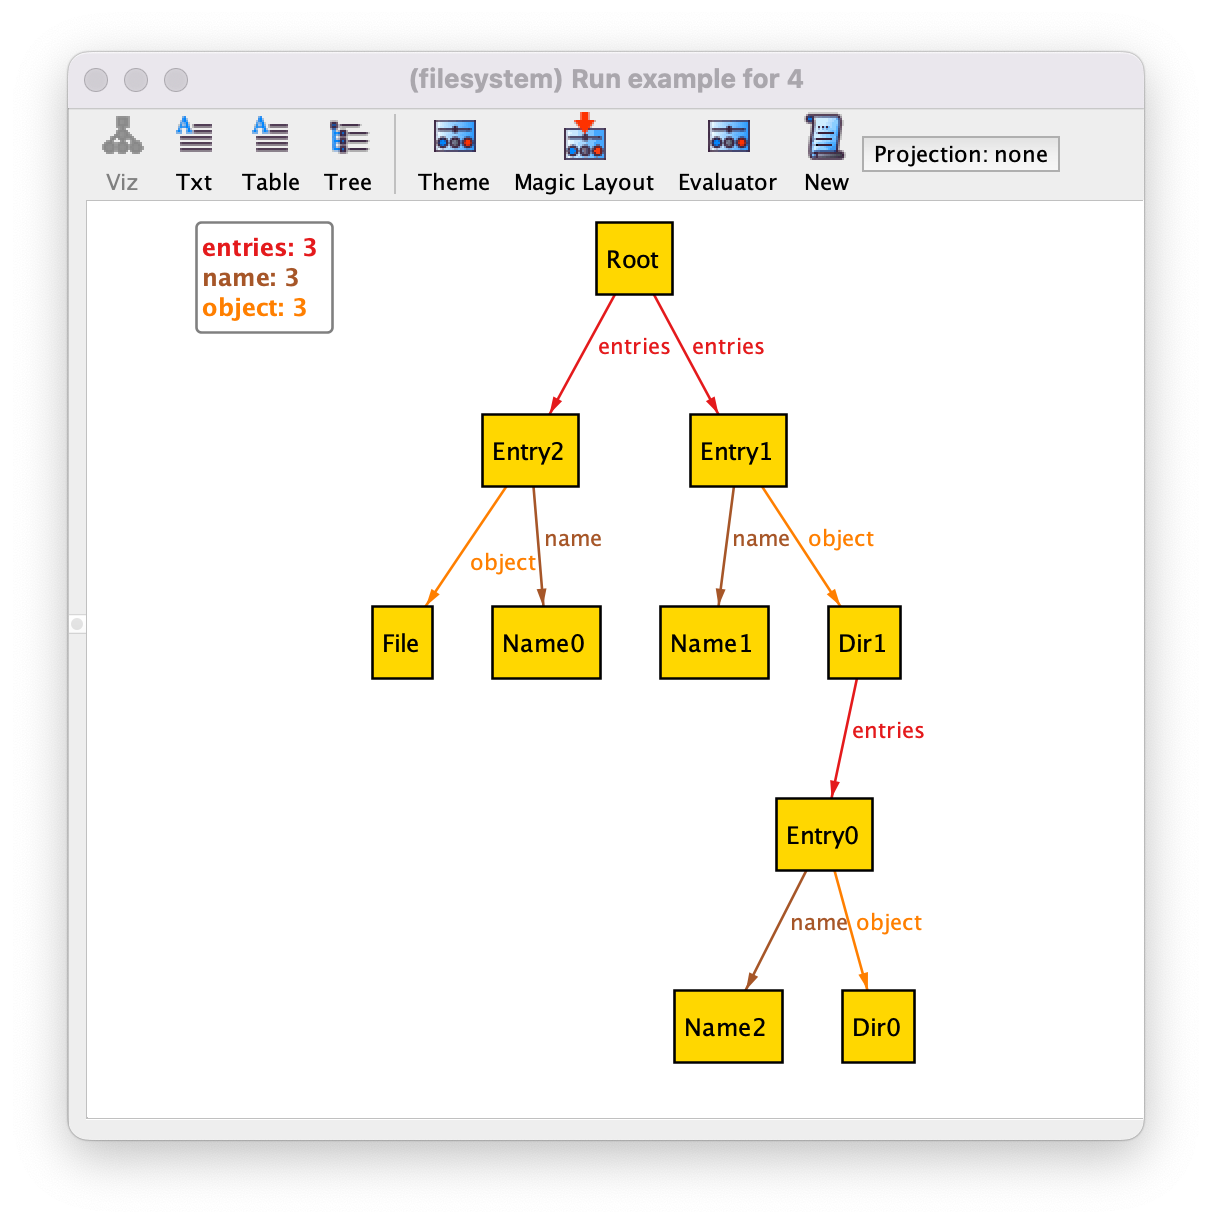 (filesystem) Run example for 4
Viz Txt Table Tree Theme Magic Layout Evaluator New Projection: none
entries: 3
name: 3
object: 3
Root
entries entries
Entry2 Entry1
object name name object
File Name0 Name1 Dir1
entries
Entry0
name object
Name2 Dir0